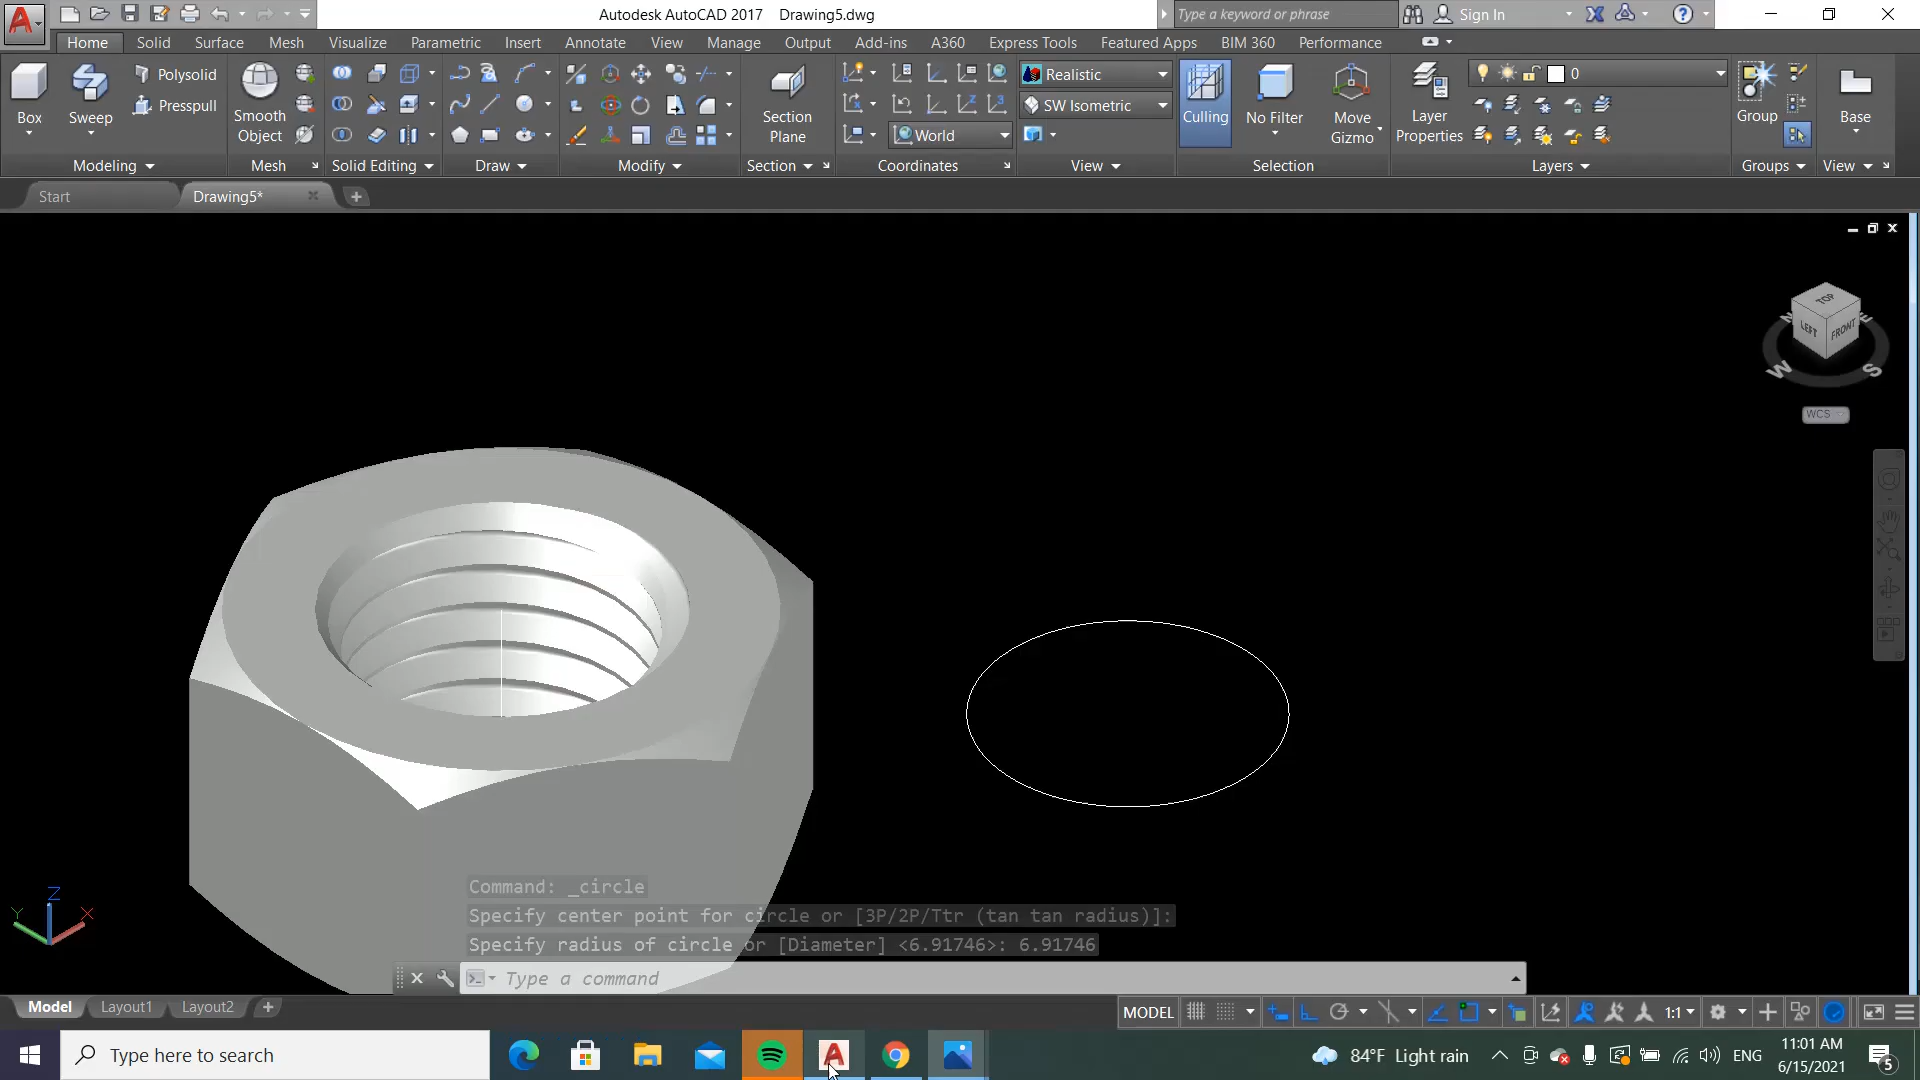 Autodesk AutoCAD 2017 Drawing5.dwg
Type a keyword or phrase
Sign In
Home Solid Surface Mesh Visualize Parametric Insert Annotate View Manage Output Add-ins A360 Express Tools Featured Apps BIM 360 Performance
Box
Sweep
Polysolid
Presspull
Smooth
Object
Section
Plane
World
Realistic
SW Isometric
Culling
No Filter
Move
Gizmo
Layer
Properties
0
Group
Base
Modeling Mesh Solid Editing Draw Modify Section Coordinates View Selection Layers Groups View
Start Drawing5*
TOP
LEFT
FRONT
N
E
W
S
WCS
Command: _circle
Specify center point for circle or [3P/2P/Ttr (tan tan radius)]:
Specify radius of circle or [Diameter] <6.91746>: 6.91746
Type a command
Z
Y
X
Model Layout1 Layout2
MODEL
1:1
Type here to search
84°F Light rain
ENG
11:01 AM
6/15/2021
5